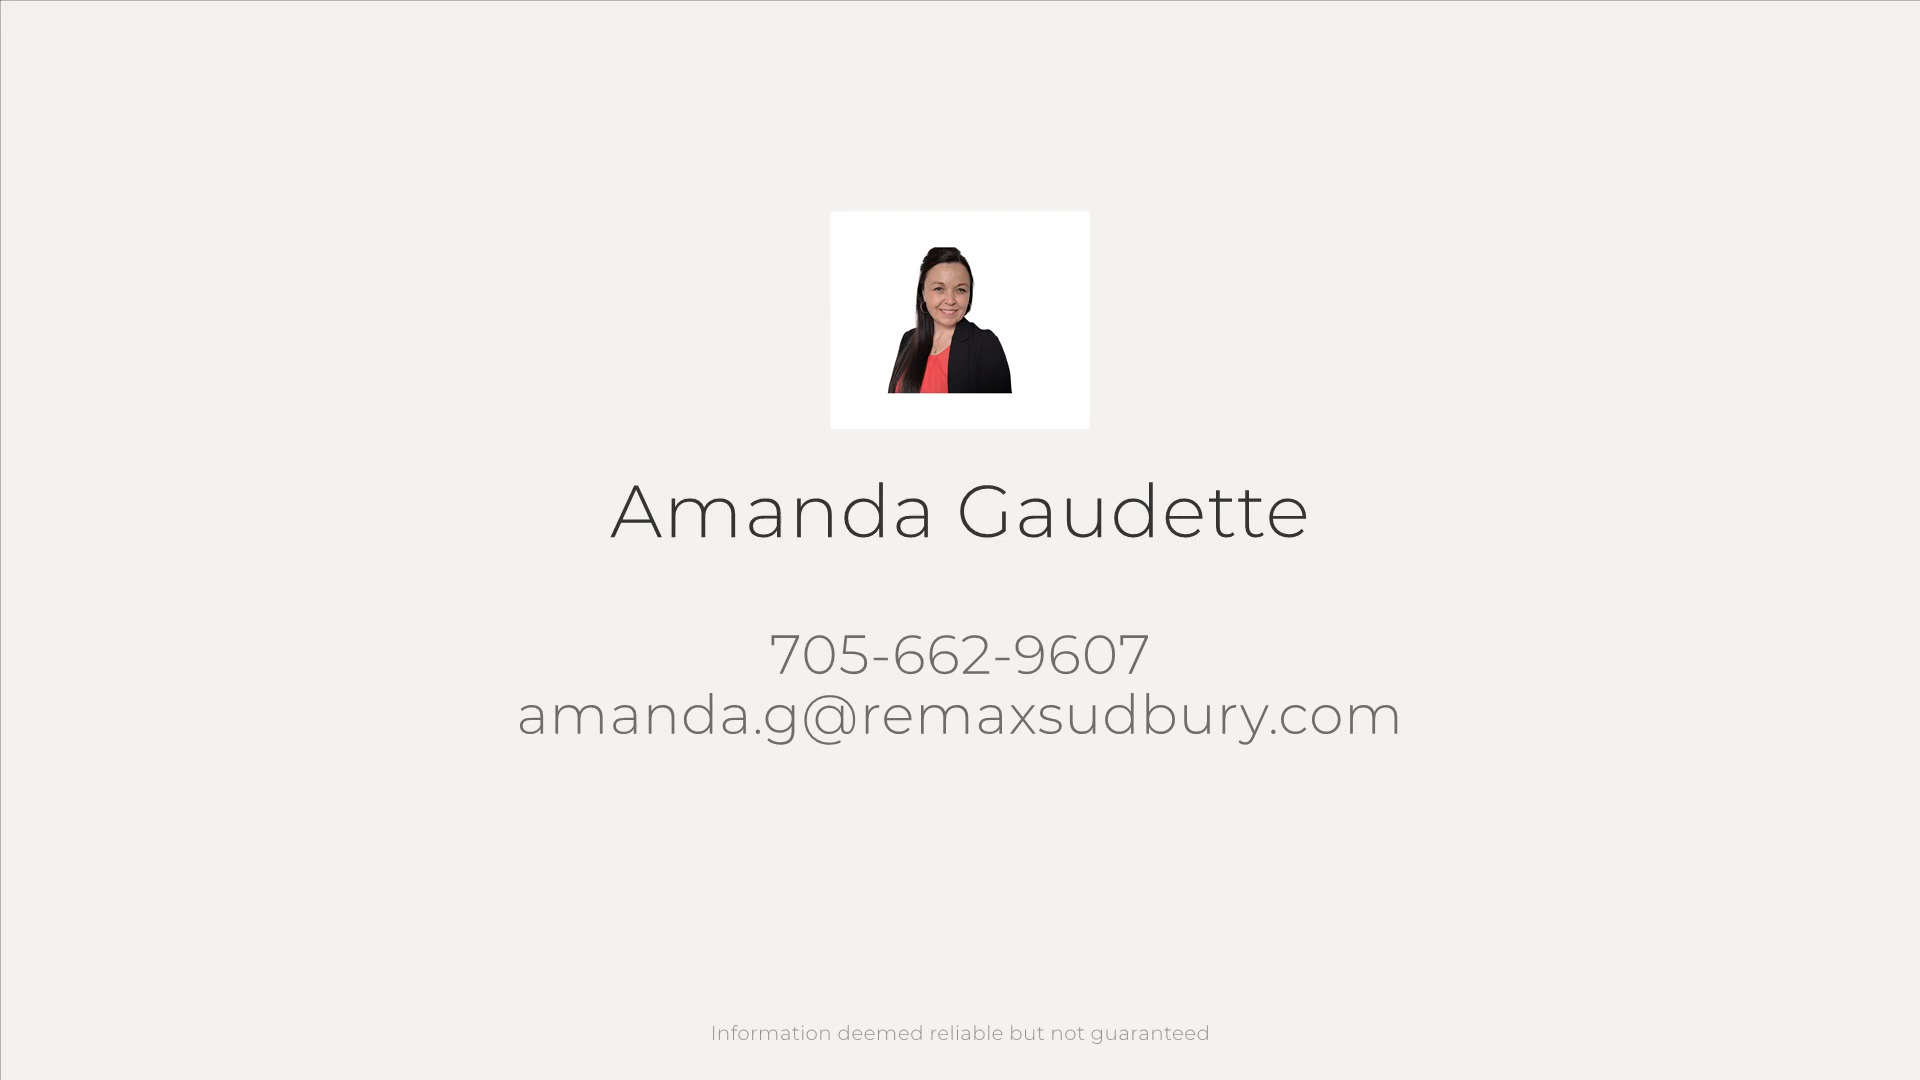 Amanda Gaudette
705-662-9607
amanda.g@remaxsudbury.com
Information deemed reliable but not guaranteed